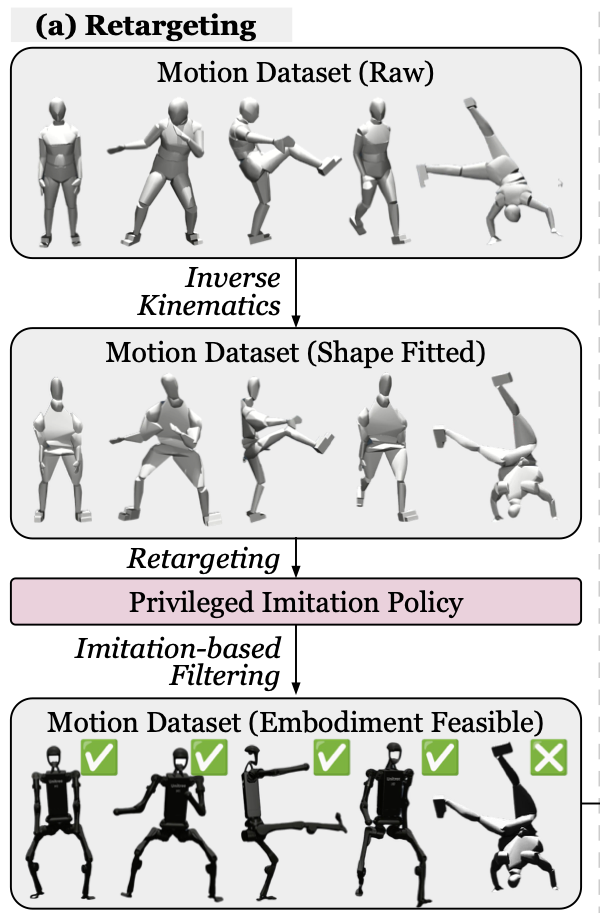 (a) Retargeting
Motion Dataset (Raw)
Inverse
Kinematics
Motion Dataset (Shape Fitted)
Retargeting
Privileged Imitation Policy
Imitation-based
Filtering
Motion Dataset (Embodiment Feasible)